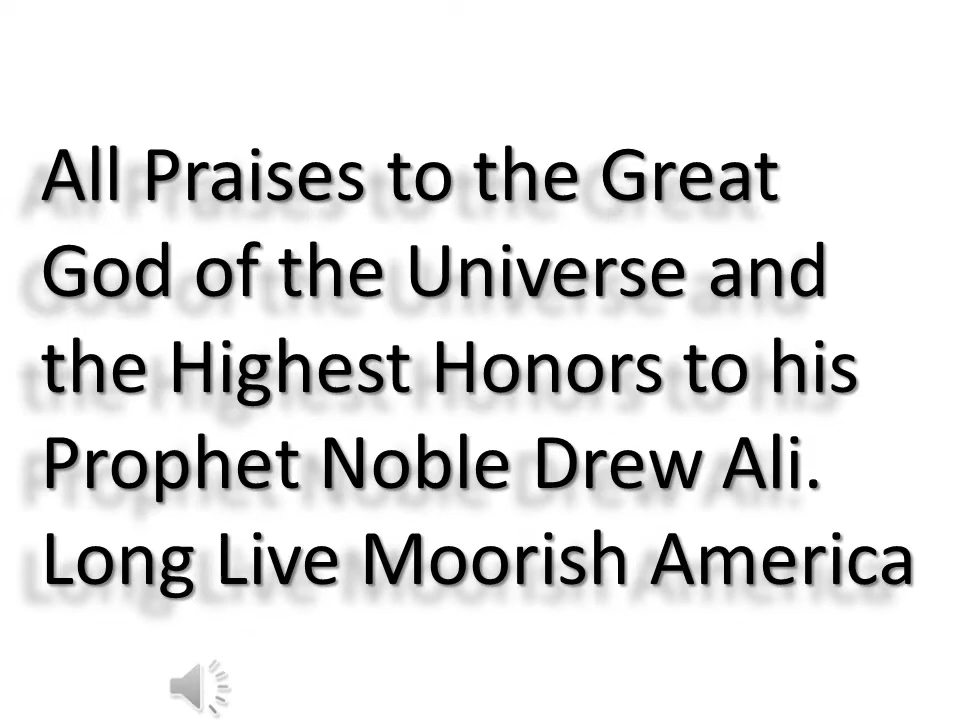 All Praises to the Great
God of the Universe and
the Highest Honors to his
Prophet Noble Drew Ali.
Long Live Moorish America